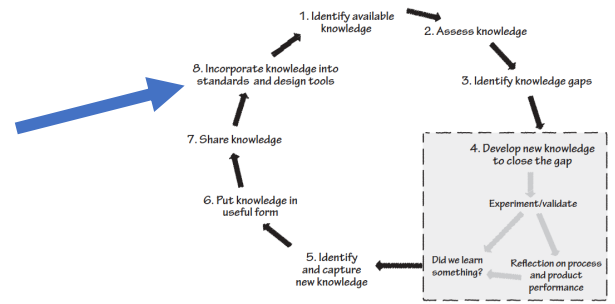 1. Identify available
knowledge
2. Assess knowledge
3. Identify knowledge gaps
4. Develop new knowledge
to close the gap
Experiment/validate
Did we learn
something?
Reflection on process
and product
performance
5. Identify
and capture
new knowledge
6. Put knowledge in
useful form
7. Share knowledge
8. Incorporate knowledge into
standards and design tools